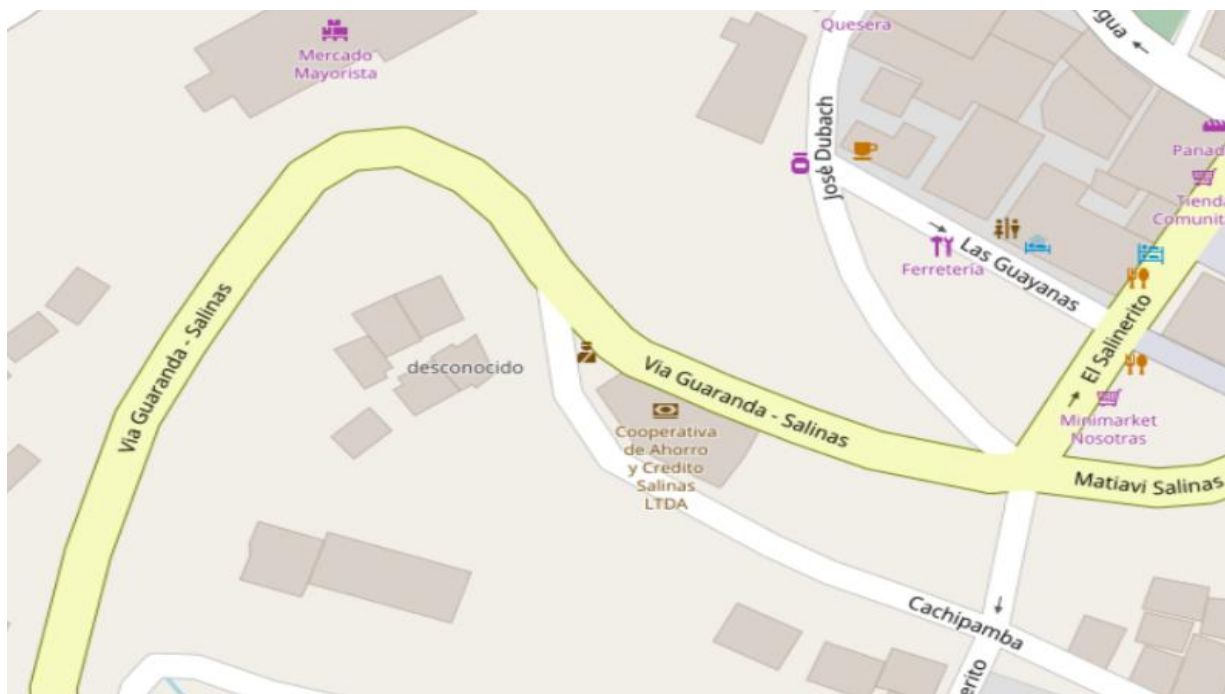 Quesera
agua
Mercado
Mayorista
José Dubach
Panad
Tienda
Comunit
Ferretería
Las Guayanas
El Salinerito
Via Guaranda - Salinas
desconocido
Via Guaranda - Salinas
Minimarket
Nosotras
Cooperativa
de Ahorro
y Credito
Salinas
LTDA
Matiavi Salinas
Cachipamba
erito